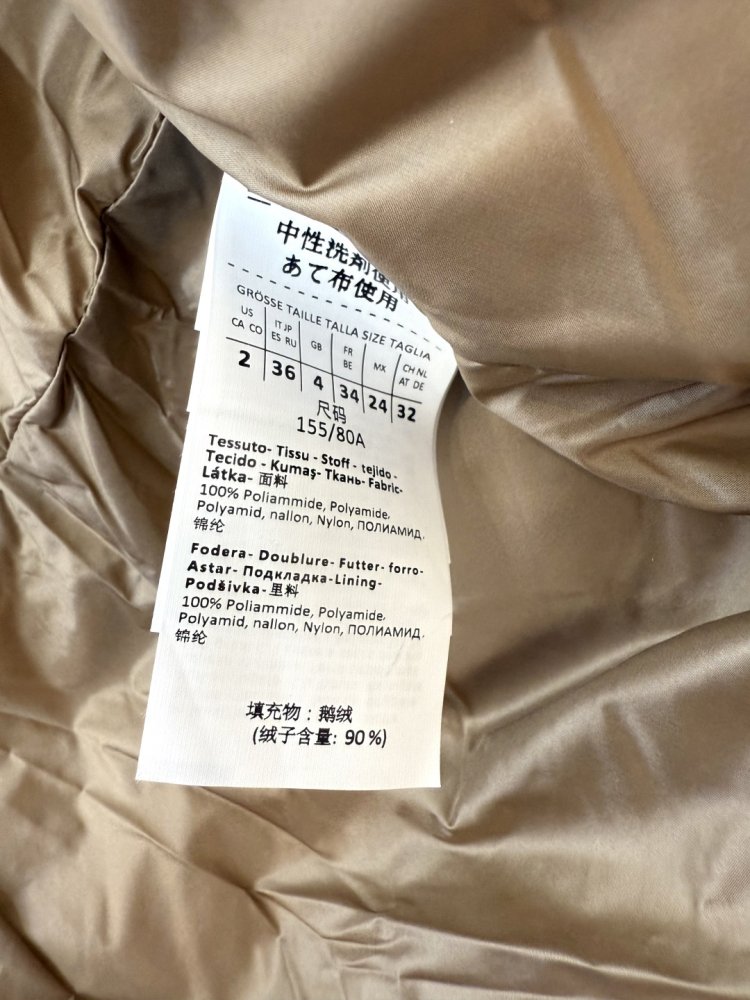 中性洗剤使用
あて布使用
GRÖSSE TAILLE TALLA SIZE TAGLIA
US CA CO IT JP ES RU GB FR BE MX CH NL AT DE
2 36 4 34 24 32
尺码
155/80A
Tessuto- Tissu - Stoff - tejido -
Tecido - Kumaş- Ткань- Fabric-
Látka- 面料
100% Poliammide, Polyamide,
Polyamid, nallon, Nylon, ПОЛИАМИД,
锦纶
Fodera- Doublure- Futter- forro-
Astar- Подкладка-Lining-
Podšivka- 里料
100% Poliammide, Polyamide,
Polyamid, nallon, Nylon, ПОЛИАМИД,
锦纶
填充物：鹅绒
(绒子含量: 90%)